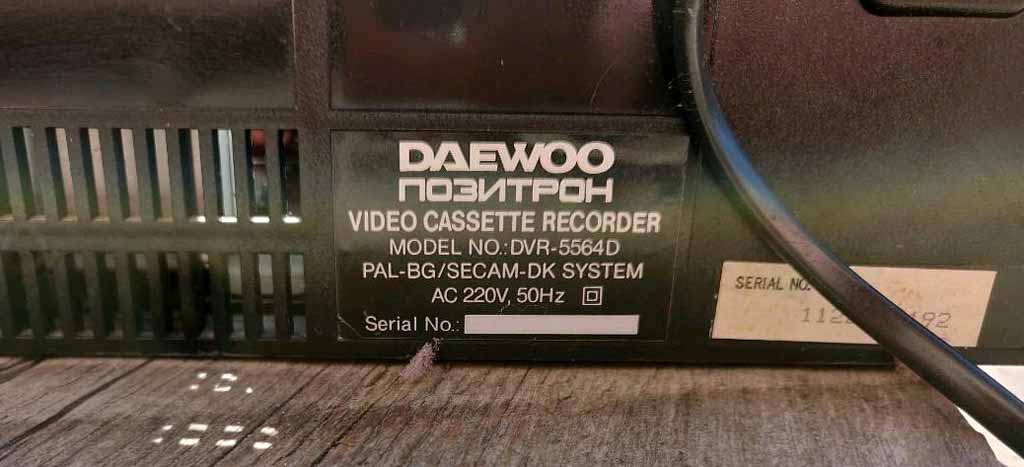 DAEWOO
ПОЗИТРОН
VIDEO CASSETTE RECORDER
MODEL NO.:DVR-5564D
PAL-BG/SECAM-DK SYSTEM
AC 220V, 50Hz
Serial No.:
SERIAL NO.